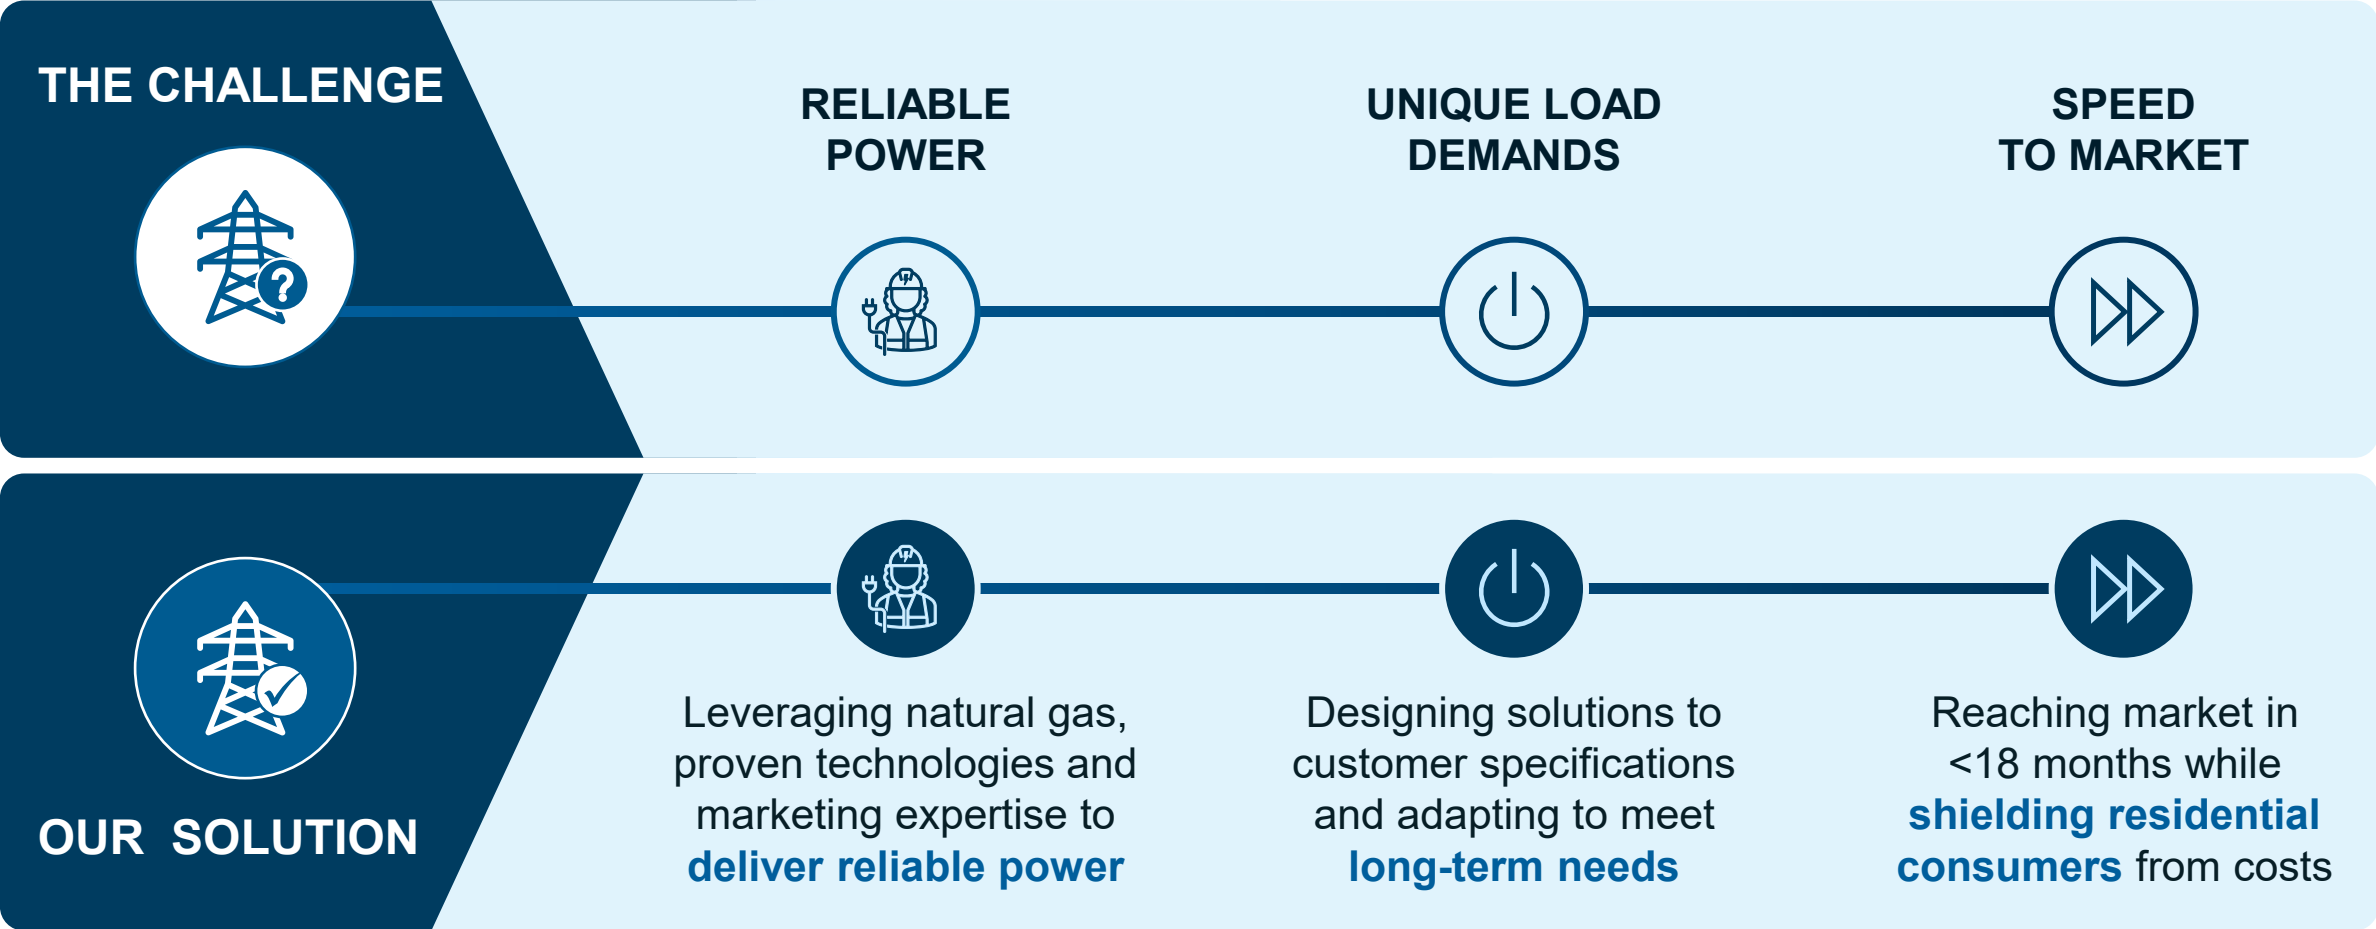 THE CHALLENGE
RELIABLE
POWER
UNIQUE LOAD
DEMANDS
SPEED
TO MARKET
?
OUR SOLUTION
Leveraging natural gas,
proven technologies and
marketing expertise to
deliver reliable power
Designing solutions to
customer specifications
and adapting to meet
long-term needs
Reaching market in
<18 months while
shielding residential
consumers from costs